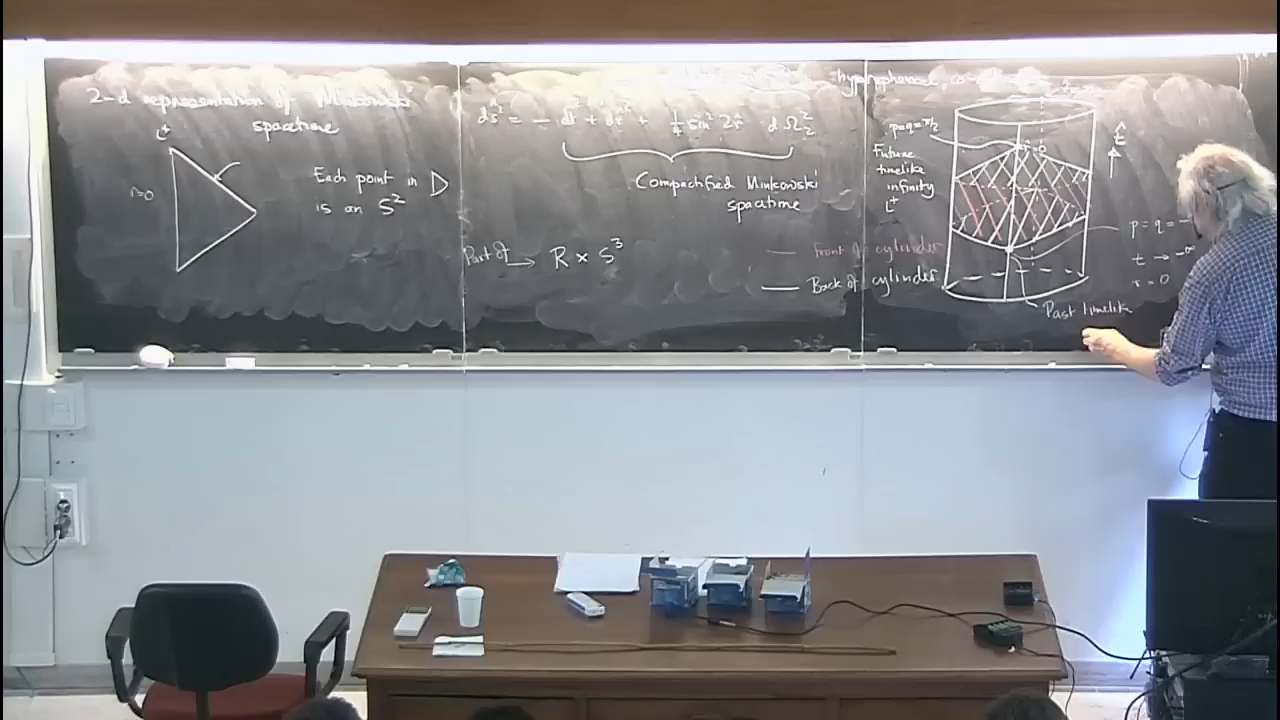 2-d representation of Minkowski
spacetime
i⁺
r=0
Each point in ▷
is an S²
dŝ² = - dt̂² + dr̂² + 1/4 sin² 2r̂ dΩ₂²
Compactified Minkowski
spacetime
Part of → R × S³
— Front of cylinder
— Back of cylinder
p=q=π/2
Future
timelike
infinity
i⁺
t̂
p = q = -
t → -∞
r = 0
Past timelike